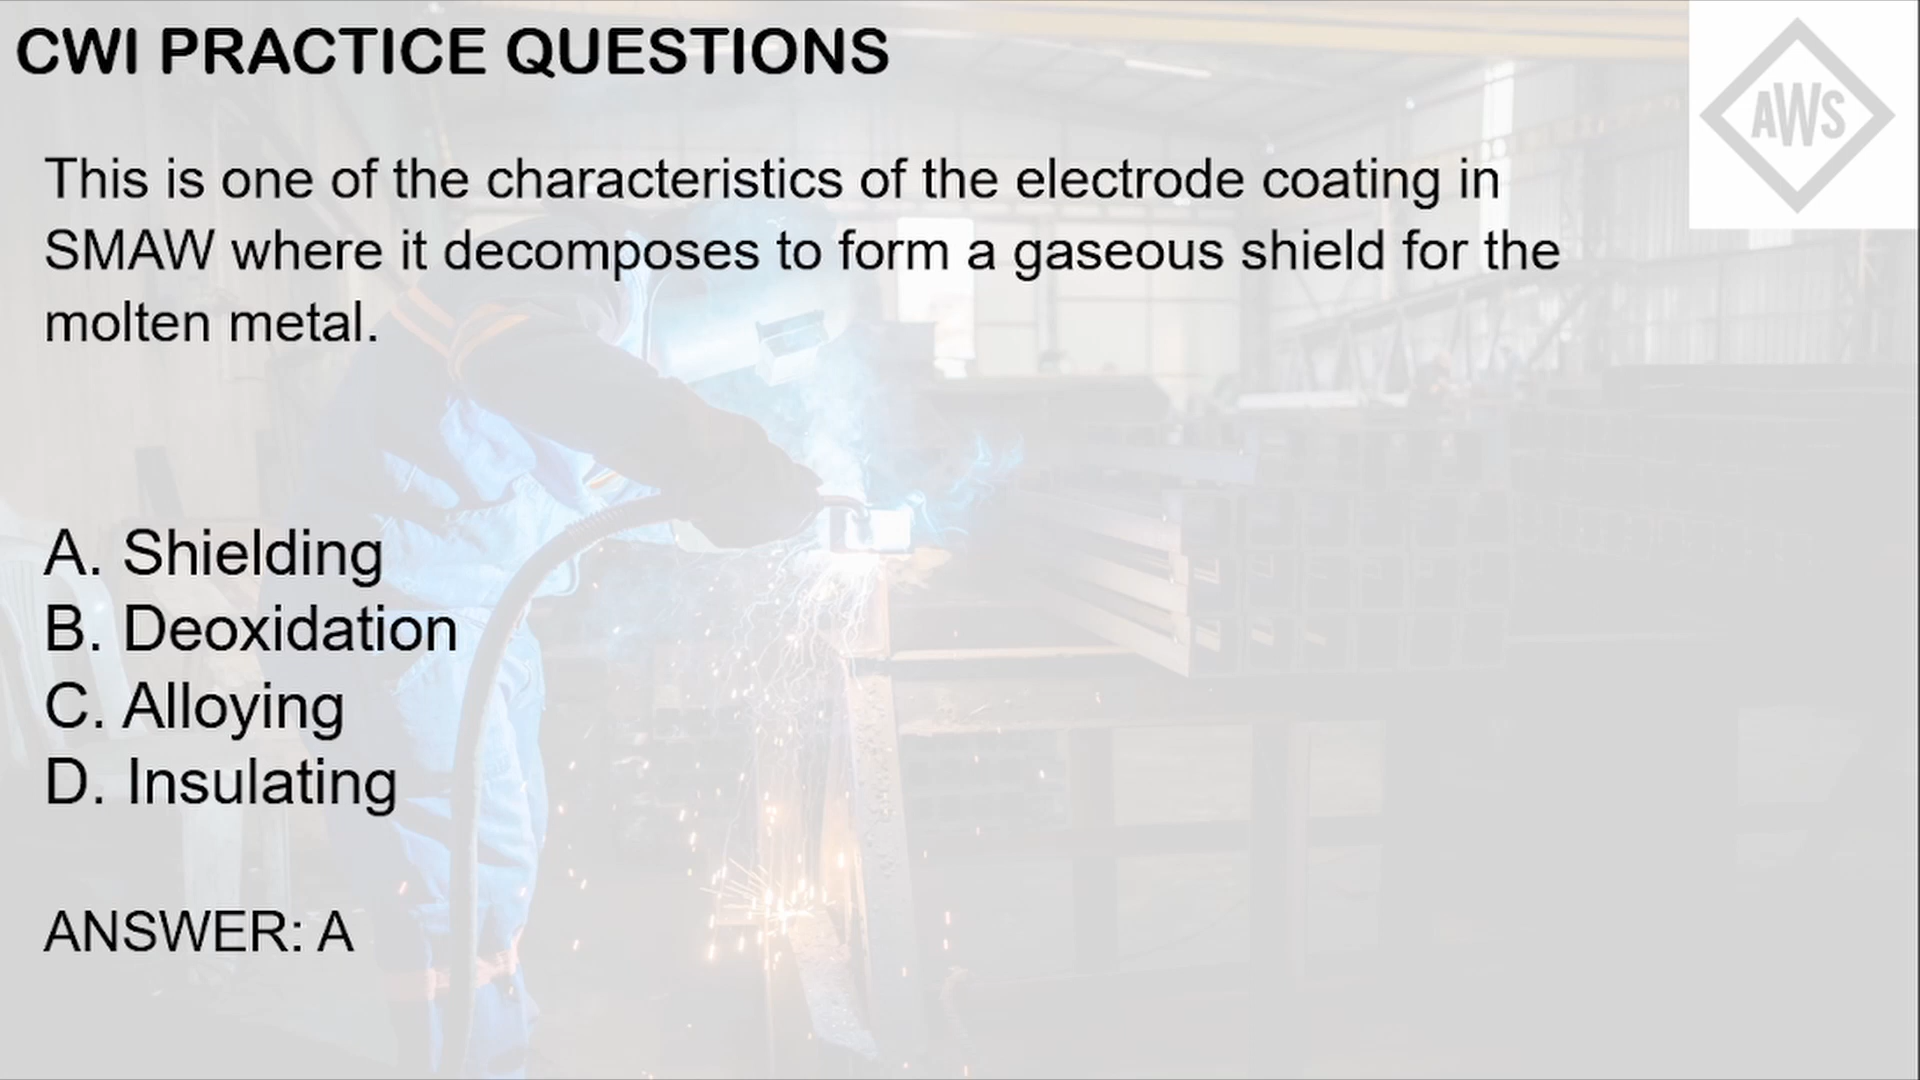 CWI PRACTICE QUESTIONS
AWS
This is one of the characteristics of the electrode coating in
SMAW where it decomposes to form a gaseous shield for the
molten metal.
A. Shielding
B. Deoxidation
C. Alloying
D. Insulating
ANSWER: A